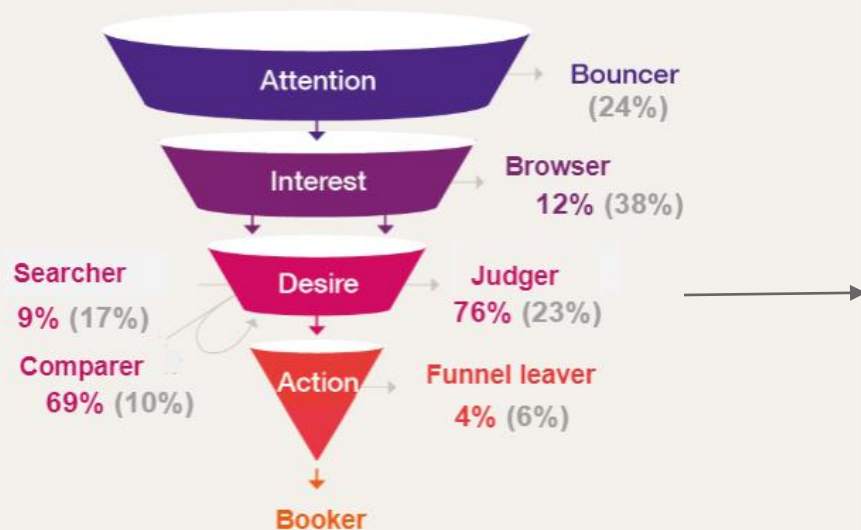 Attention
Bouncer
(24%)
Interest
Browser
12% (38%)
Searcher
9% (17%)
Desire
Judger
76% (23%)
Comparer
69% (10%)
Action
Funnel leaver
4% (6%)
Booker